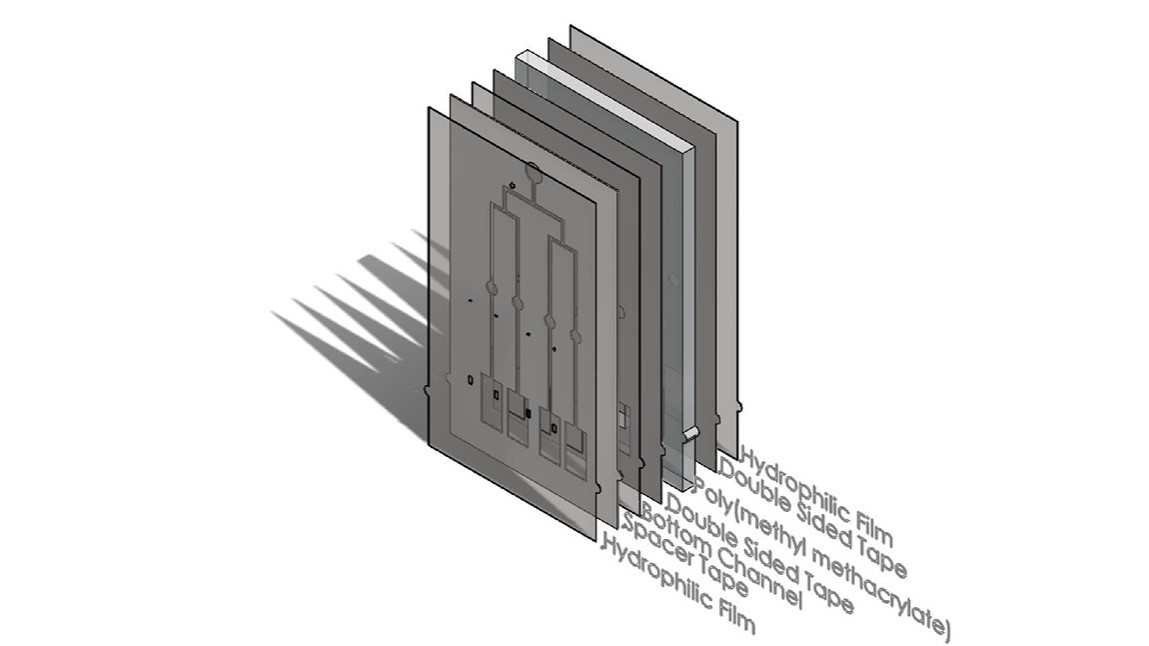 Hydrophilic Film
Double Sided Tape
Poly(methyl methacrylate)
Double Sided Tape
Bottom Channel
Spacer Tape
Hydrophilic Film